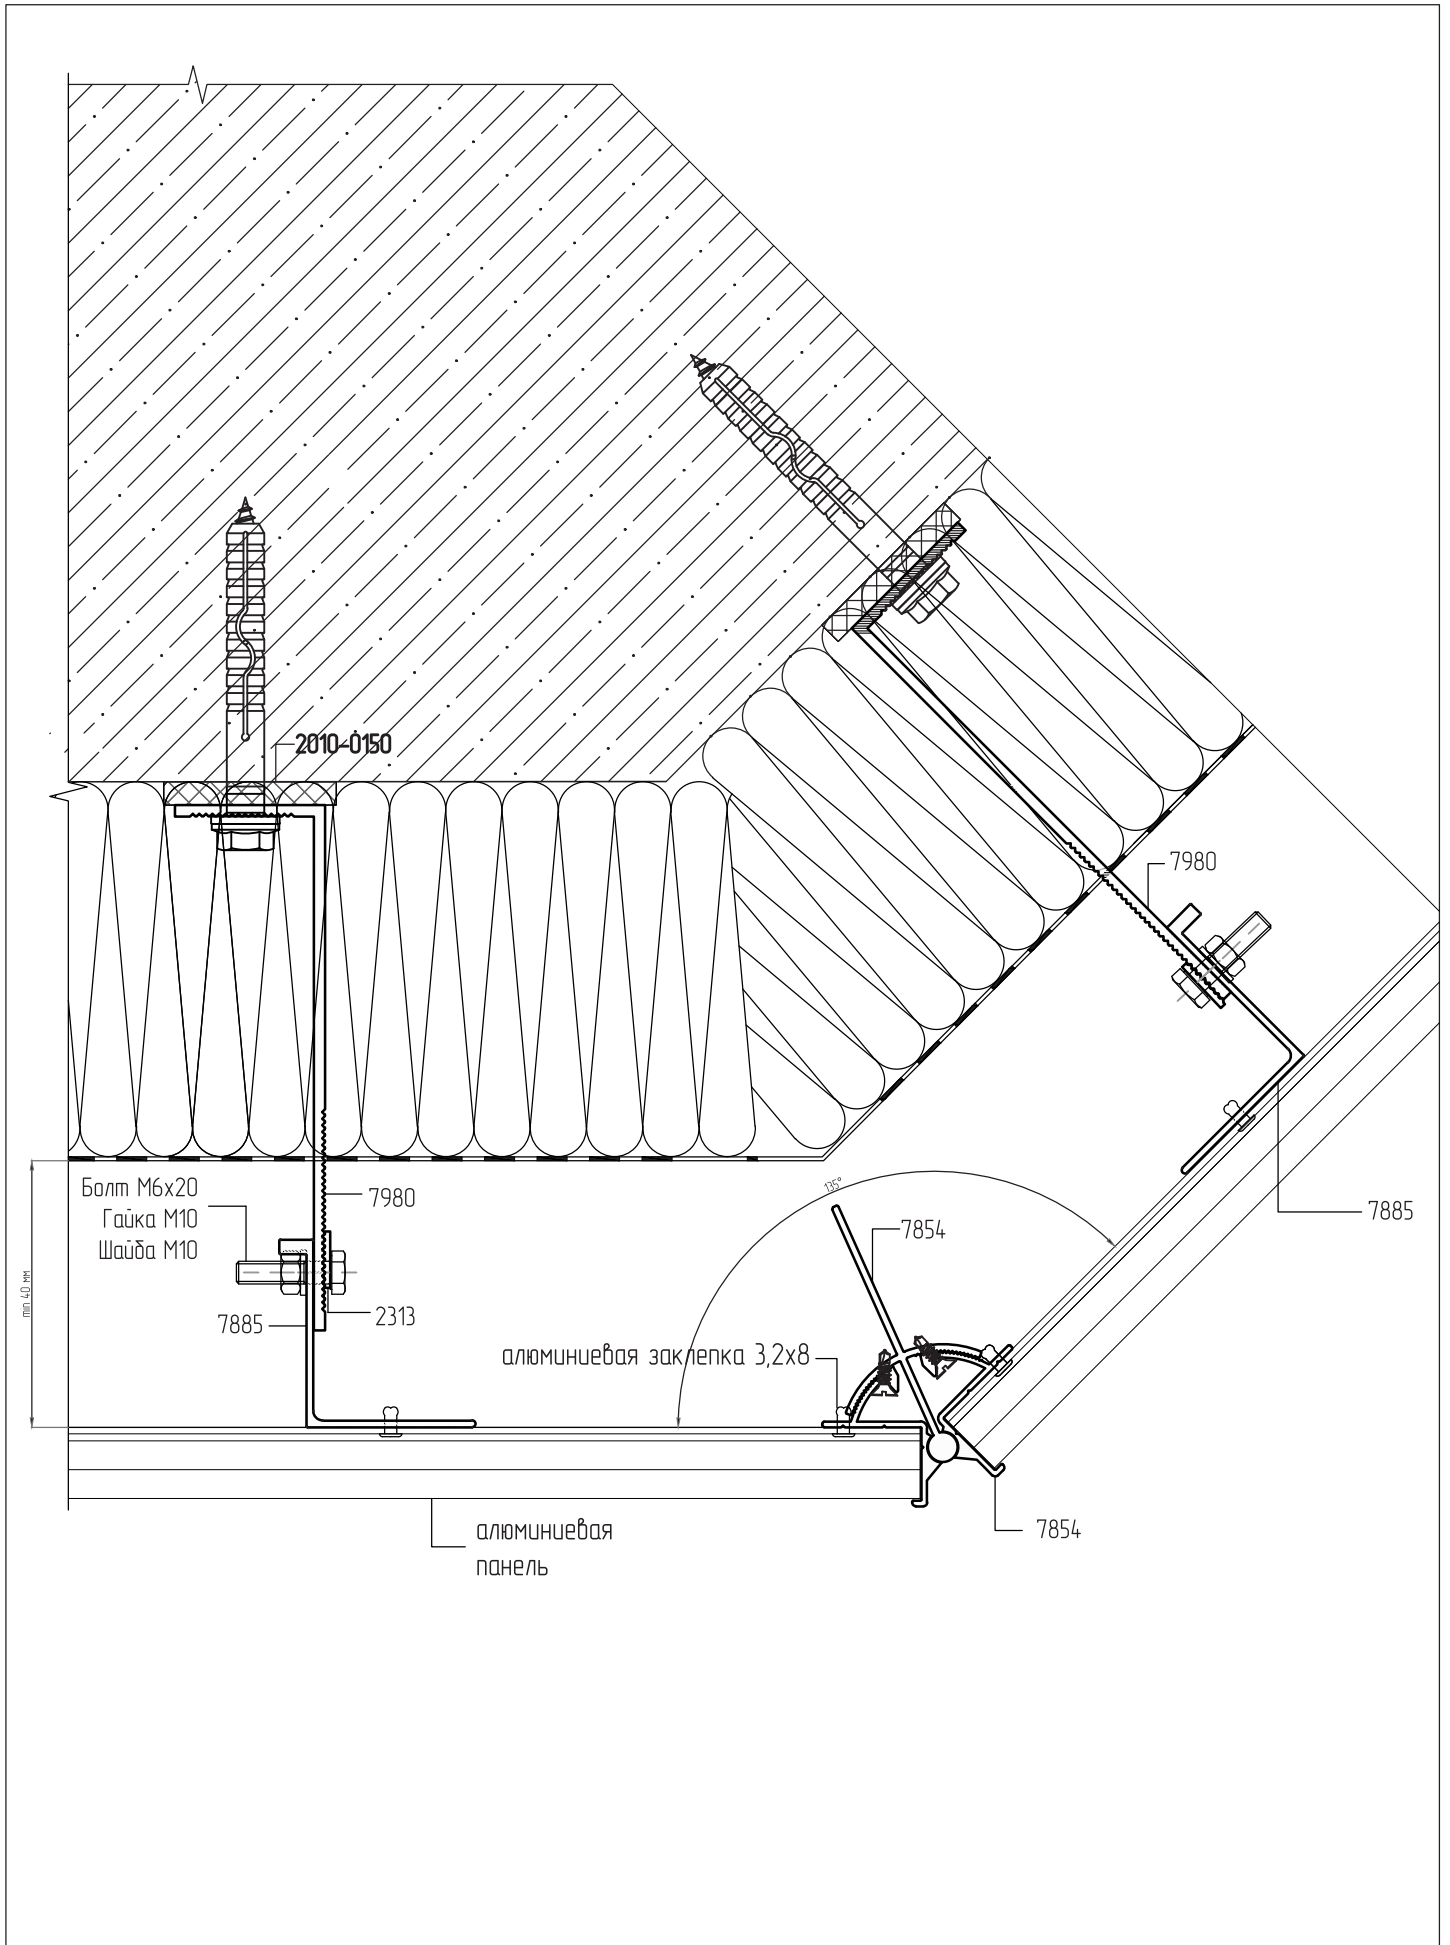 2010-0150
7980
Болт М6х20
Гайка М10
Шайба М10
7980
135°
7885
7854
min 40 мм
7885
2313
алюминиевая заклепка 3,2х8
алюминиевая
панель
7854